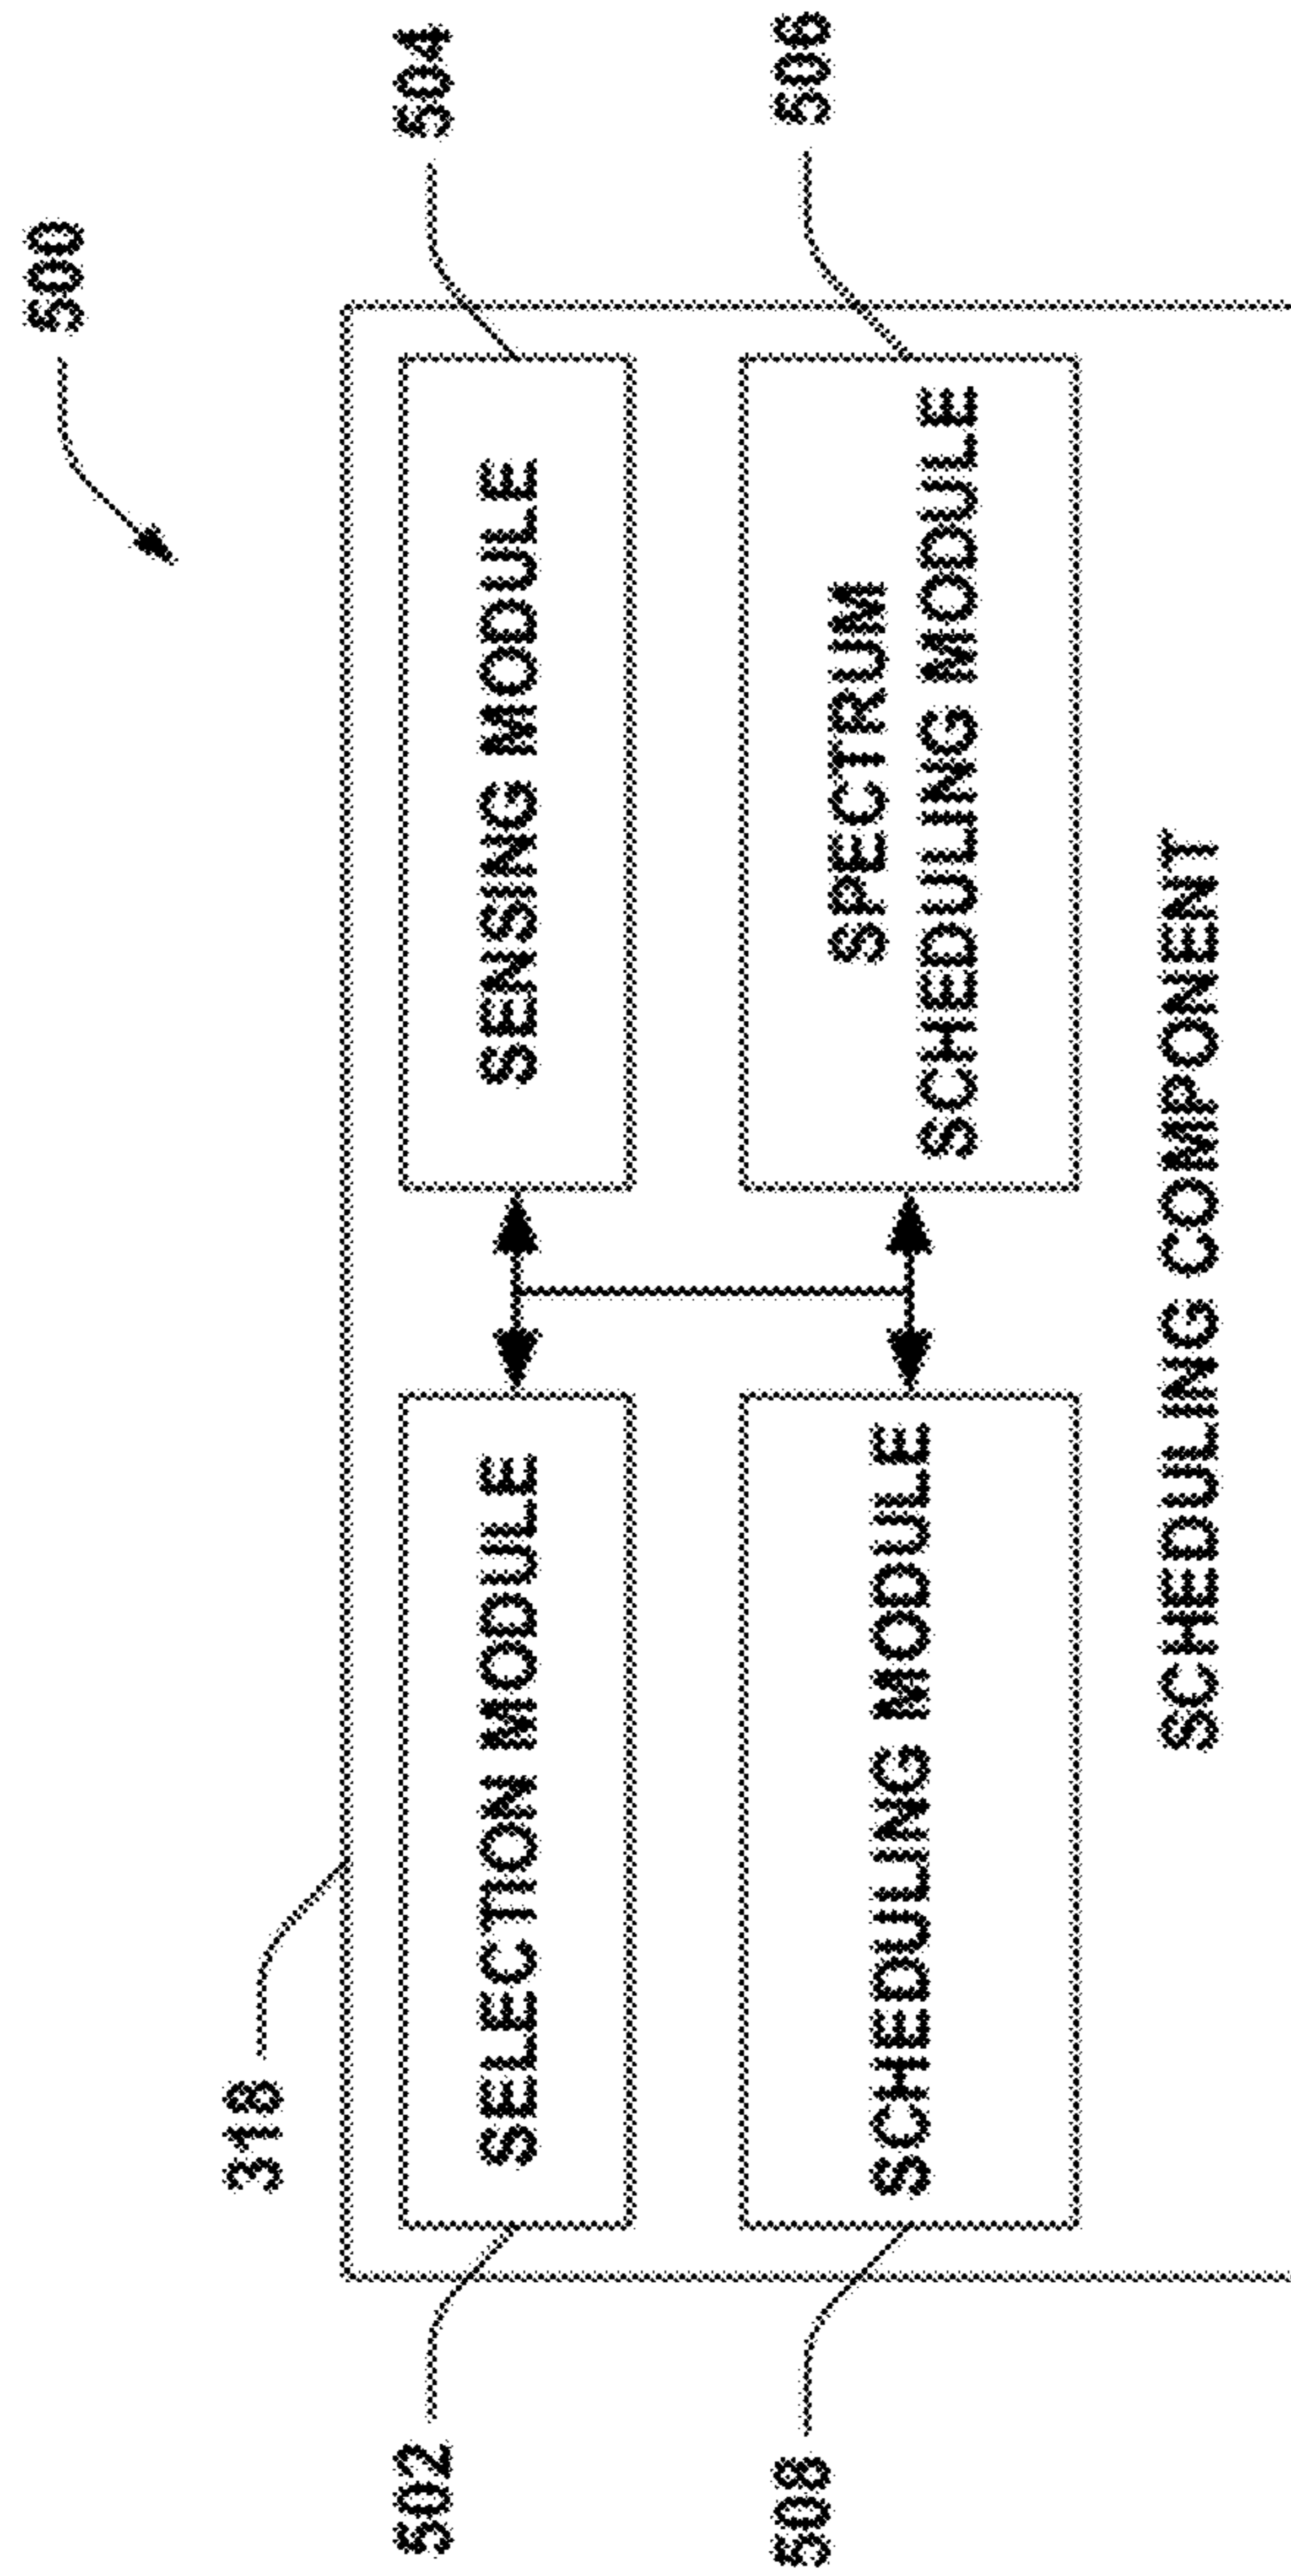 500
318
502
SELECTION MODULE
SENSING MODULE
504
508
SCHEDULING MODULE
SPECTRUM
SCHEDULING MODULE
506
SCHEDULING COMPONENT